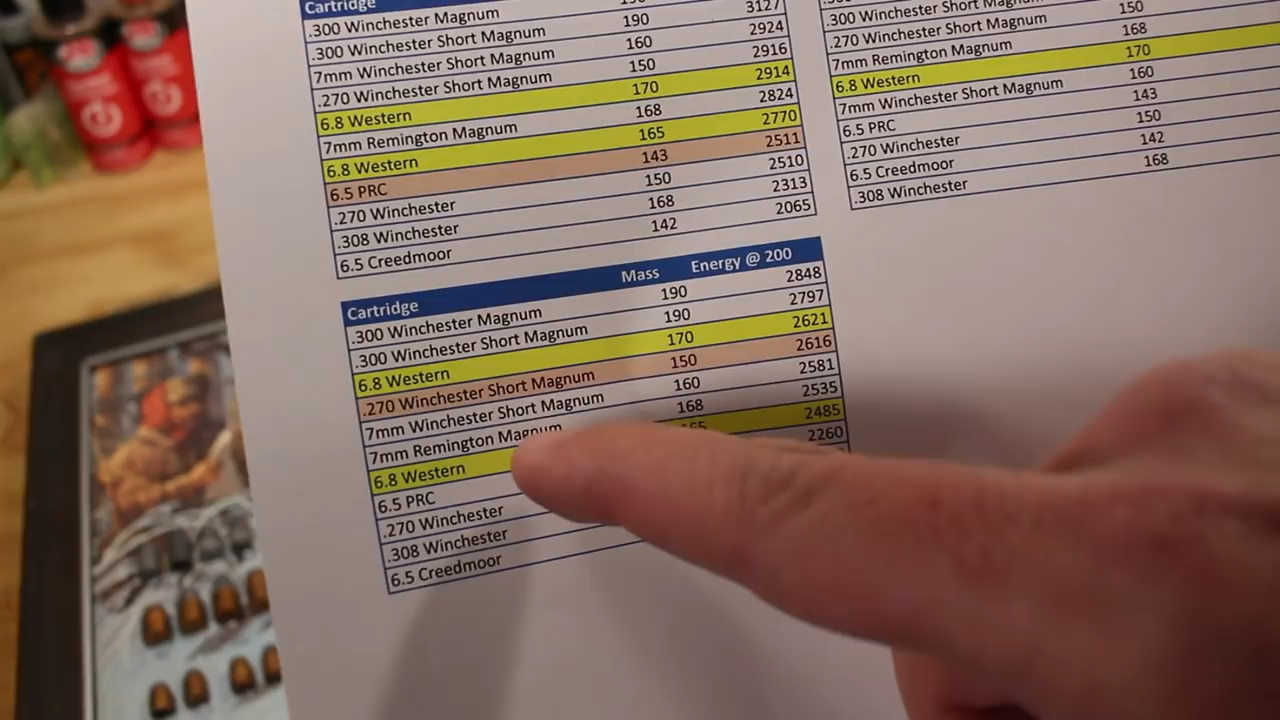 Cartridge
.300 Winchester Magnum
.300 Winchester Short Magnum 190 3127
7mm Winchester Short Magnum 160 2924
.270 Winchester Short Magnum 150 2916
6.8 Western 170 2914
7mm Remington Magnum 168 2824
6.8 Western 165 2770
6.5 PRC 143 2511
.270 Winchester 150 2510
.308 Winchester 168 2313
6.5 Creedmoor 142 2065
.300 Winchester Short Magnum
.270 Winchester Short Magnum 150
7mm Remington Magnum 168
6.8 Western 170
7mm Winchester Short Magnum 160
6.5 PRC 143
.270 Winchester 150
6.5 Creedmoor 142
.308 Winchester 168
Cartridge Mass Energy @ 200
.300 Winchester Magnum 190 2848
.300 Winchester Short Magnum 190 2797
6.8 Western 170 2621
.270 Winchester Short Magnum 150 2616
7mm Winchester Short Magnum 160 2581
7mm Remington Magnum 168 2535
6.8 Western 165 2485
6.5 PRC 2260
.270 Winchester
.308 Winchester
6.5 Creedmoor